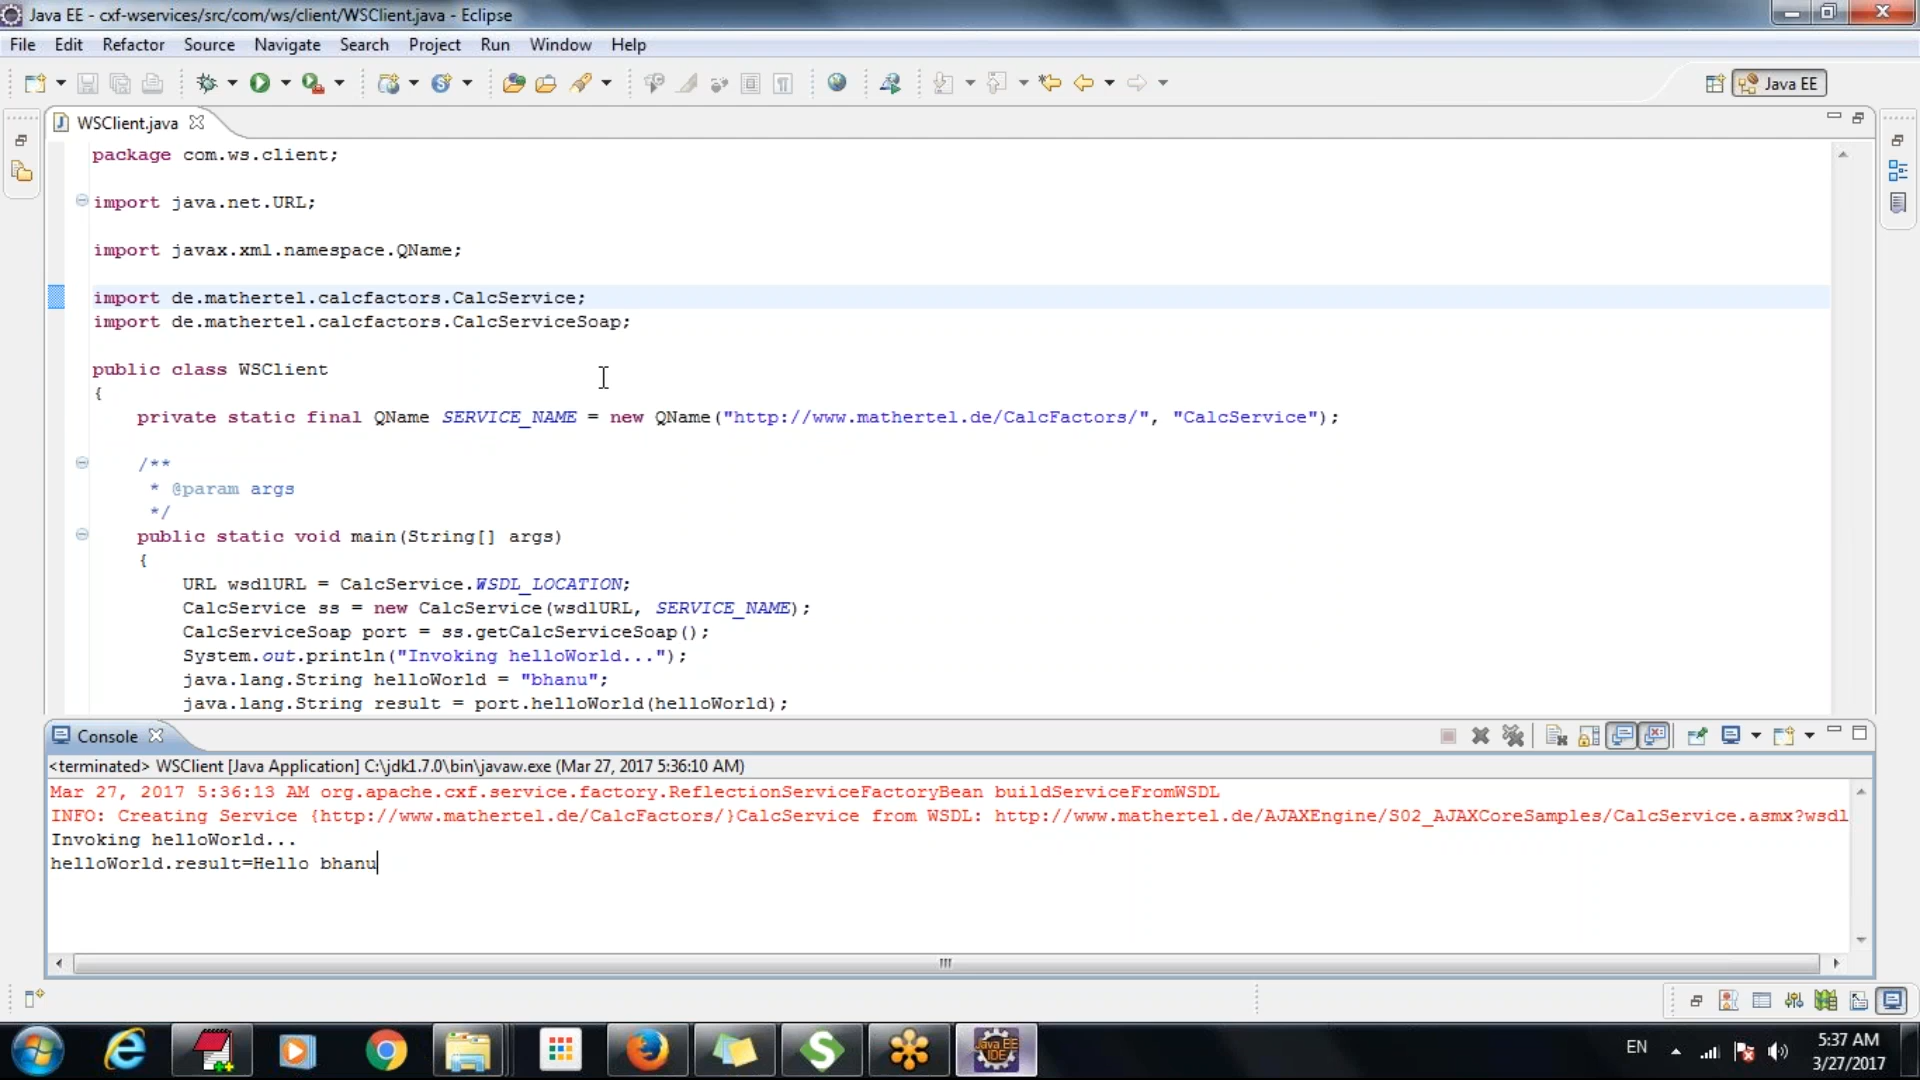 Java EE - cxf-wservices/src/com/ws/client/WSClient.java - Eclipse
File Edit Refactor Source Navigate Search Project Run Window Help
Java EE
WSClient.java
package com.ws.client;
import java.net.URL;
import javax.xml.namespace.QName;
import de.mathertel.calcfactors.CalcService;
import de.mathertel.calcfactors.CalcServiceSoap;
public class WSClient
{
private static final QName SERVICE_NAME = new QName("http://www.mathertel.de/CalcFactors/", "CalcService");
/**
* @param args
*/
public static void main(String[] args)
{
URL wsdlURL = CalcService.WSDL_LOCATION;
CalcService ss = new CalcService(wsdlURL, SERVICE_NAME);
CalcServiceSoap port = ss.getCalcServiceSoap();
System.out.println("Invoking helloWorld...");
java.lang.String helloWorld = "bhanu";
java.lang.String result = port.helloWorld(helloWorld);
Console
<terminated> WSClient [Java Application] C:\jdk1.7.0\bin\javaw.exe (Mar 27, 2017 5:36:10 AM)
Mar 27, 2017 5:36:13 AM org.apache.cxf.service.factory.ReflectionServiceFactoryBean buildServiceFromWSDL
INFO: Creating Service {http://www.mathertel.de/CalcFactors/}CalcService from WSDL: http://www.mathertel.de/AJAXEngine/S02_AJAXCoreSamples/CalcService.asmx?wsdl
Invoking helloWorld...
helloWorld.result=Hello bhanu
Java EE
IDE
EN
5:37 AM
3/27/2017